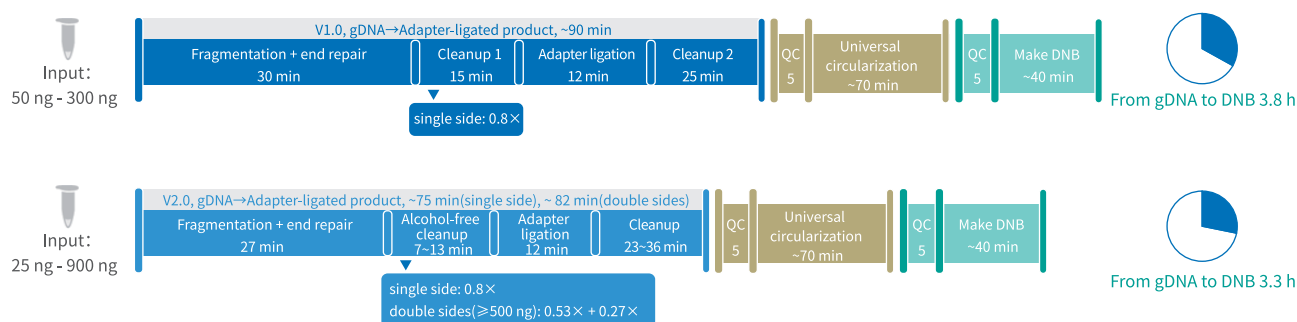 Input:
50 ng - 300 ng
V1.0, gDNA→Adapter-ligated product, ~90 min
Fragmentation + end repair
30 min
Cleanup 1
15 min
Adapter ligation
12 min
Cleanup 2
25 min
single side: 0.8×
QC
5
Universal
circularization
~70 min
QC
5
Make DNB
~40 min
From gDNA to DNB 3.8 h
Input:
25 ng - 900 ng
V2.0, gDNA→Adapter-ligated product, ~75 min(single side), ~ 82 min(double sides)
Fragmentation + end repair
27 min
Alcohol-free
cleanup
7~13 min
Adapter
ligation
12 min
Cleanup
23~36 min
single side: 0.8×
double sides(≥500 ng): 0.53× + 0.27×
QC
5
Universal
circularization
~70 min
QC
5
Make DNB
~40 min
From gDNA to DNB 3.3 h